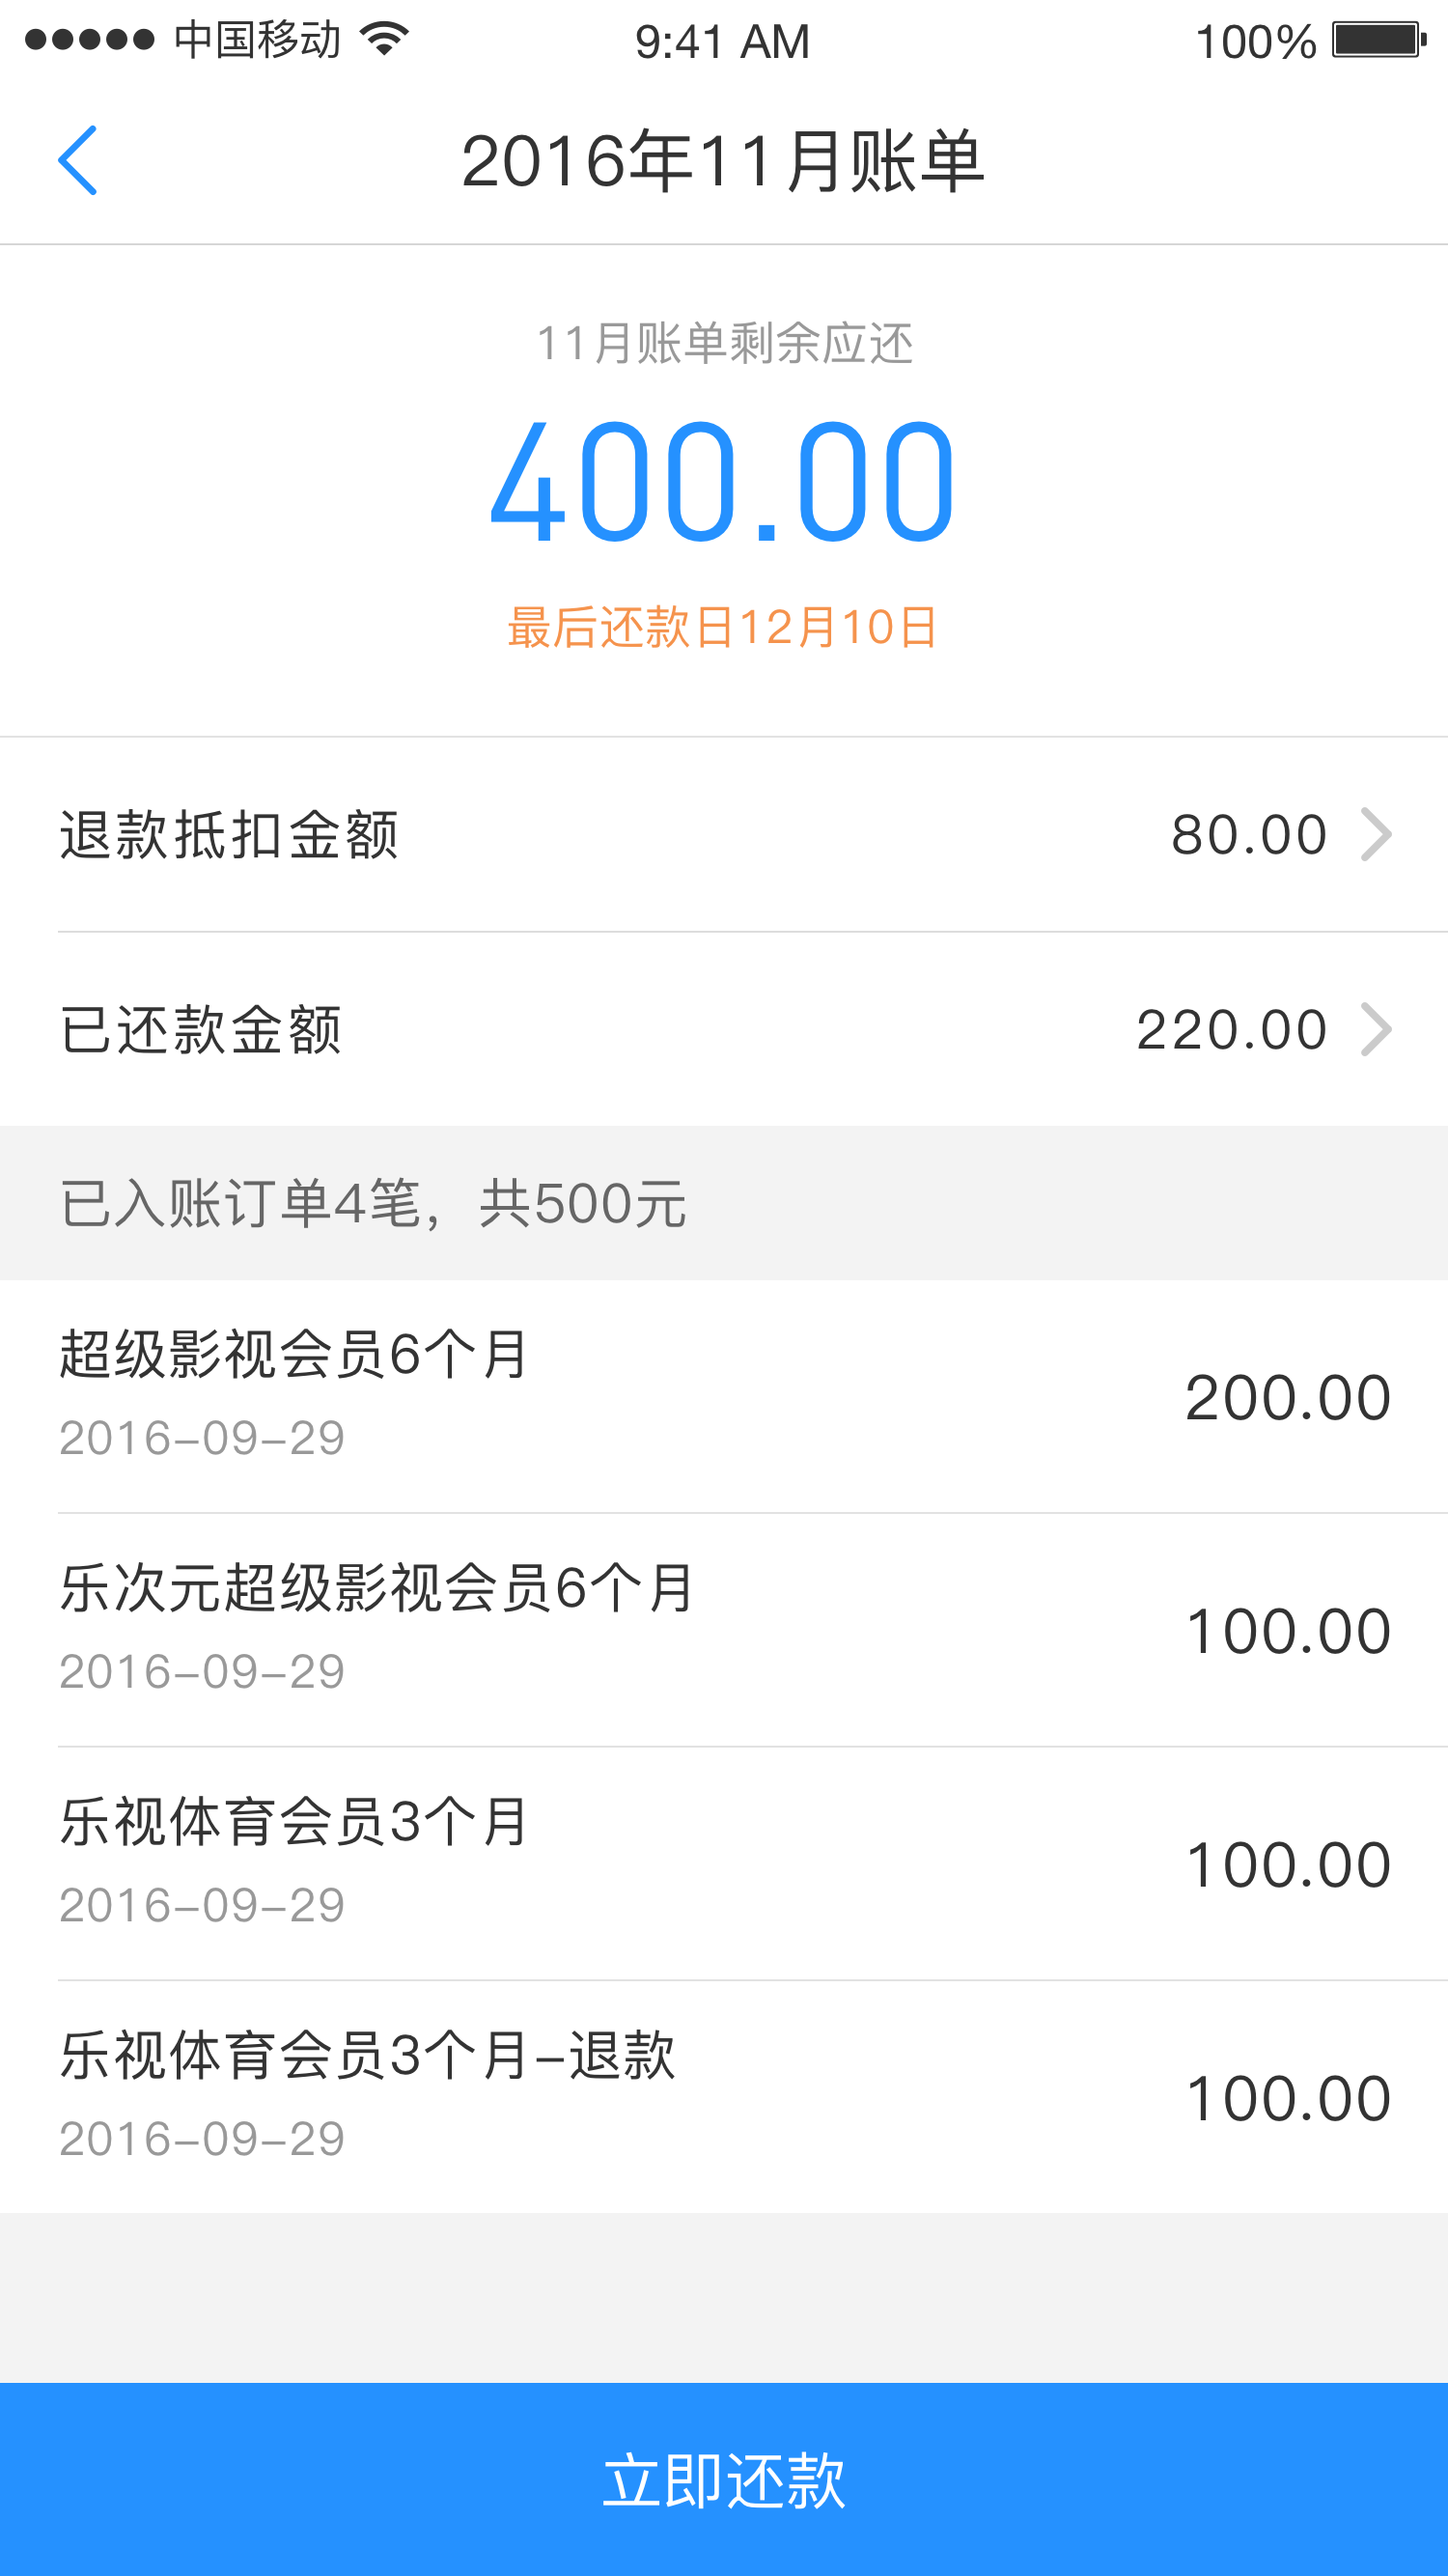 中国移动 9:41 AM 100%
2016年11月账单
11月账单剩余应还
400.00
最后还款日12月10日
退款抵扣金额 80.00
已还款金额 220.00
已入账订单4笔，共500元
超级影视会员6个月
200.00
2016-09-29
乐次元超级影视会员6个月
100.00
2016-09-29
乐视体育会员3个月
100.00
2016-09-29
乐视体育会员3个月-退款
100.00
2016-09-29
立即还款